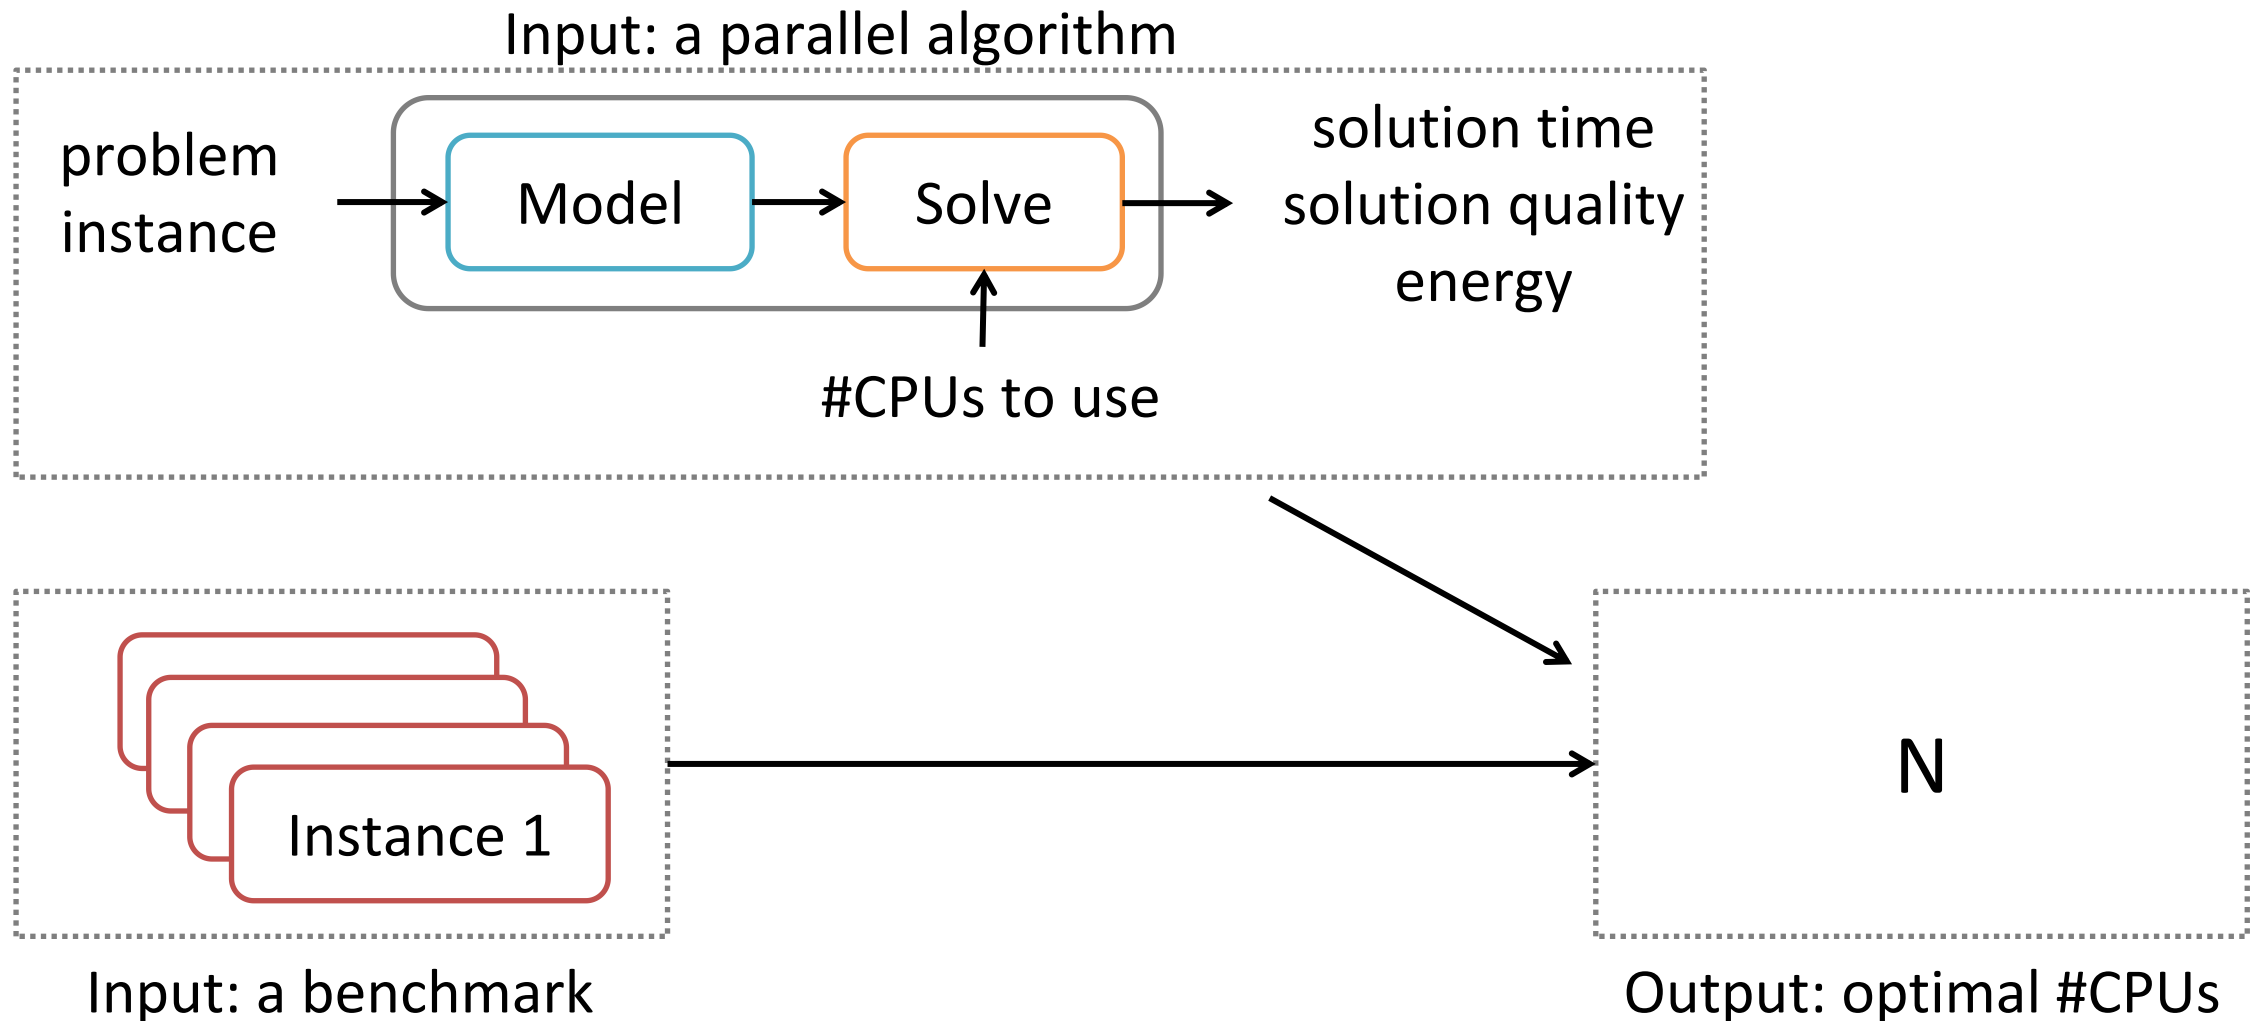 Input: a parallel algorithm
problem
instance
Model
Solve
solution time
solution quality
energy
#CPUs to use
Instance 1
N
Input: a benchmark
Output: optimal #CPUs